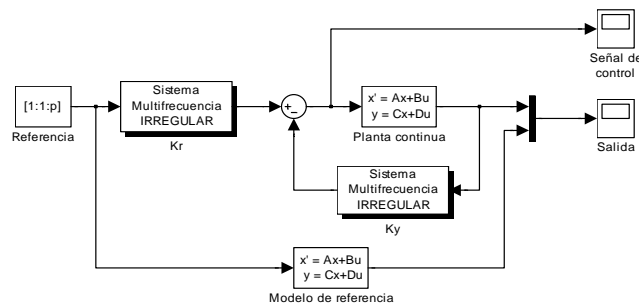 Señal de
control
[1:1:p]
Referencia
Sistema
Multifrecuencia
IRREGULAR
Kr
x' = Ax+Bu
y = Cx+Du
Planta continua
Salida
Sistema
Multifrecuencia
IRREGULAR
Ky
x' = Ax+Bu
y = Cx+Du
Modelo de referencia